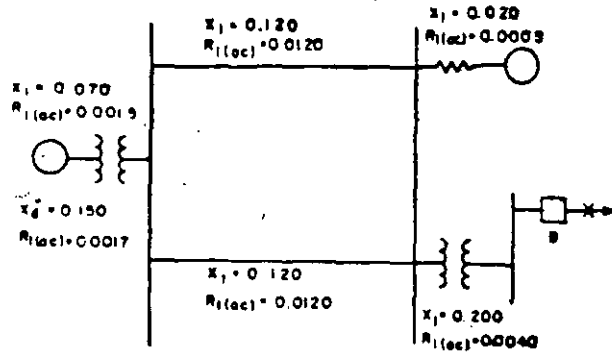 X₁ = 0.120
R₁(ac)=0.0120
X₁ = 0.020
R₁(ac)=0.0009
X₁ = 0.070
R₁(ac)=0.0019
X″d = 0.150
R₁(ac)=0.0017
X₁ = 0.120
R₁(ac)=0.0120
X₁ = 0.200
R₁(ac)=0.0040